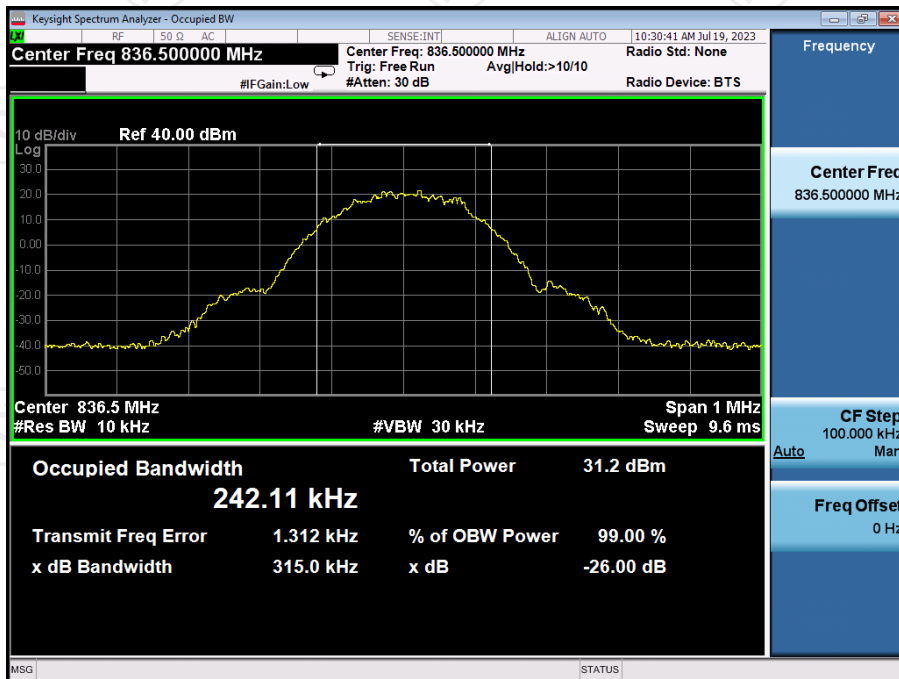 Keysight Spectrum Analyzer - Occupied BW
LXI RF 50 Ω AC SENSE:INT ALIGN AUTO 10:30:41 AM Jul 19, 2023
Center Freq 836.500000 MHz
Center Freq: 836.500000 MHz
Radio Std: None
Trig: Free Run Avg|Hold:>10/10
#IFGain:Low
#Atten: 30 dB
Radio Device: BTS
10 dB/div Ref 40.00 dBm
Log
30.0
20.0
10.0
0.00
-10.0
-20.0
-30.0
-40.0
-50.0
Center 836.5 MHz Span 1 MHz
#Res BW 10 kHz #VBW 30 kHz Sweep 9.6 ms
Occupied Bandwidth Total Power 31.2 dBm
242.11 kHz
Transmit Freq Error 1.312 kHz % of OBW Power 99.00 %
x dB Bandwidth 315.0 kHz x dB -26.00 dB
MSG STATUS
Frequency
Center Freq
836.500000 MHz
CF Step
100.000 kHz
Auto Man
Freq Offset
0 Hz